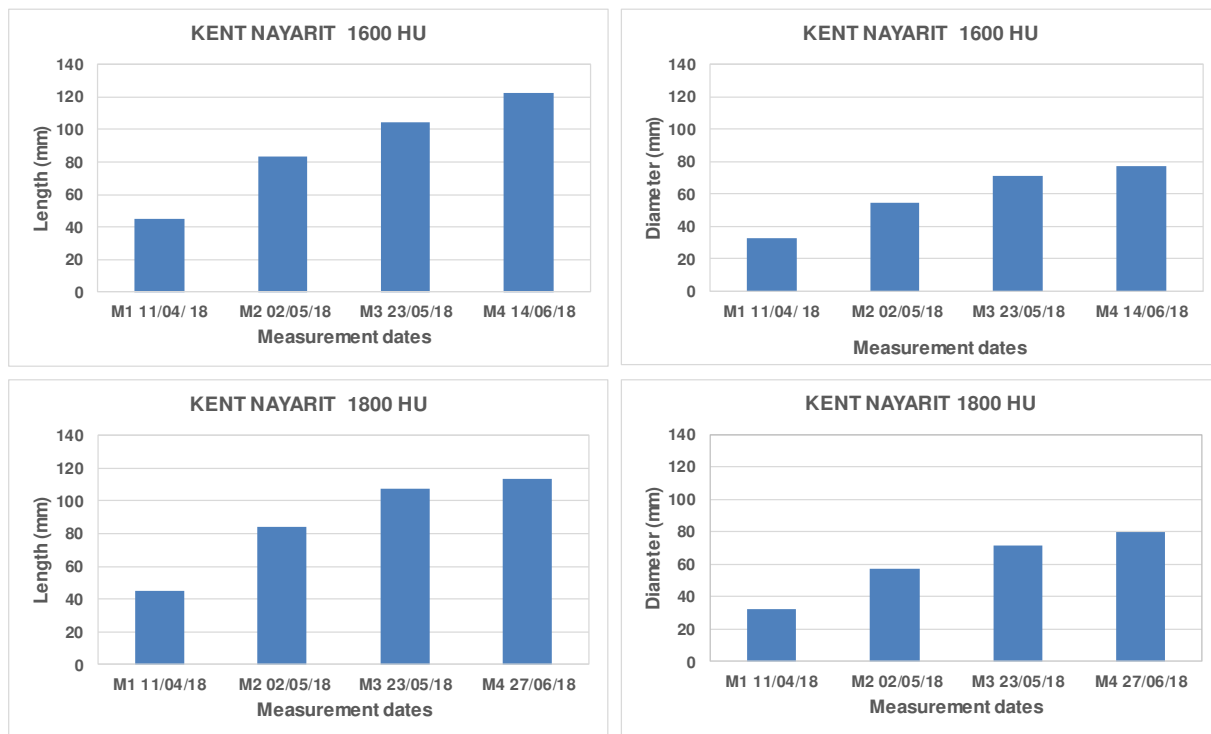 KENT NAYARIT  1600 HU
Length (mm)
140
120
100
80
60
40
20
0
M1 11/04/ 18 M2 02/05/18 M3 23/05/18 M4 14/06/18
Measurement dates
KENT NAYARIT  1600 HU
Diameter (mm)
140
120
100
80
60
40
20
0
M1 11/04/ 18 M2 02/05/18 M3 23/05/18 M4 14/06/18
Measurement dates
KENT NAYARIT  1800 HU
Length (mm)
140
120
100
80
60
40
20
0
M1 11/04/18 M2 02/05/18 M3 23/05/18 M4 27/06/18
Measurement dates
KENT NAYARIT 1800 HU
Diameter (mm)
140
120
100
80
60
40
20
0
M1 11/04/18 M2 02/05/18 M3 23/05/18 M4 27/06/18
Measurement dates